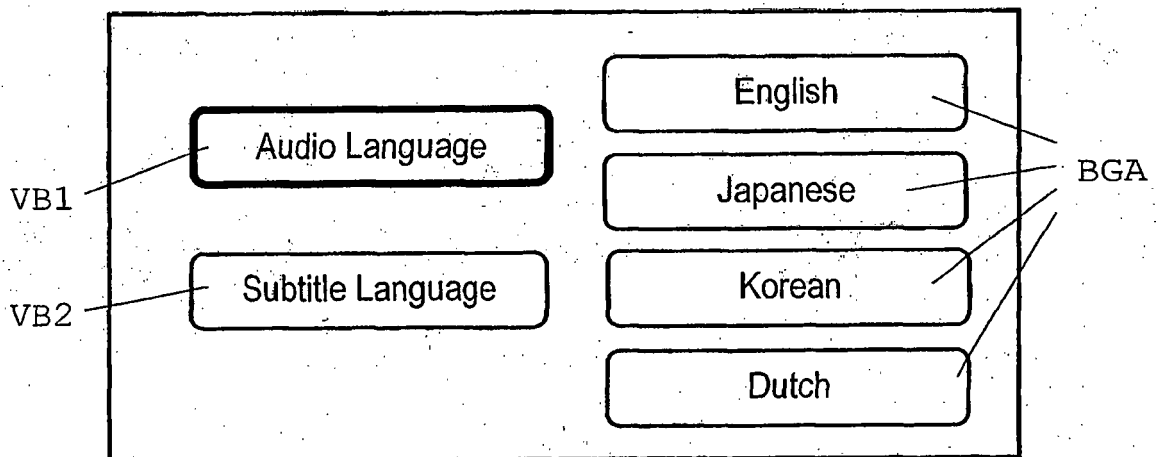 English
Audio Language
VB1
Japanese
BGA
Subtitle Language
VB2
Korean
Dutch